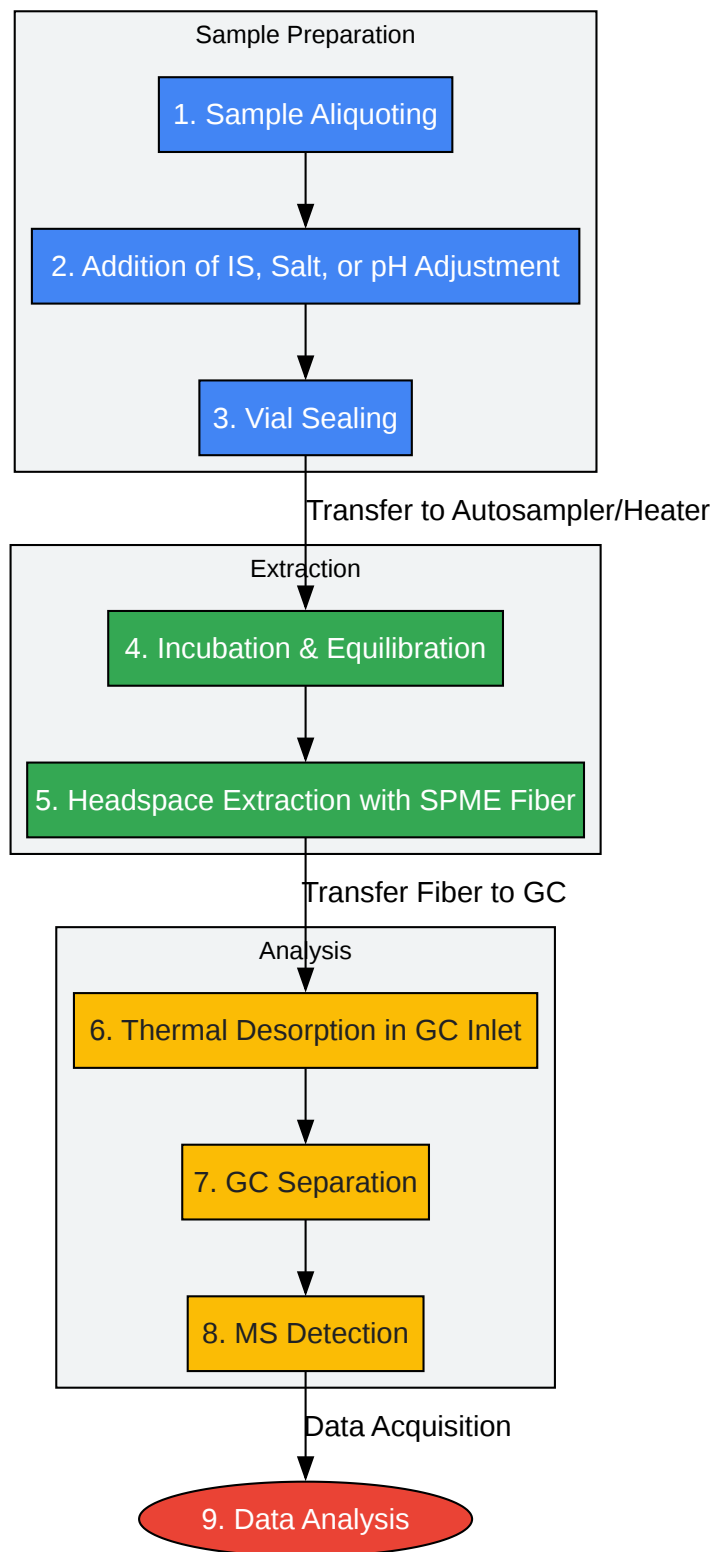 Sample Preparation
1. Sample Aliquoting
2. Addition of IS, Salt, or pH Adjustment
3. Vial Sealing
Transfer to Autosampler/Heater
Extraction
4. Incubation & Equilibration
5. Headspace Extraction with SPME Fiber
Transfer Fiber to GC
Analysis
6. Thermal Desorption in GC Inlet
7. GC Separation
8. MS Detection
Data Acquisition
9. Data Analysis